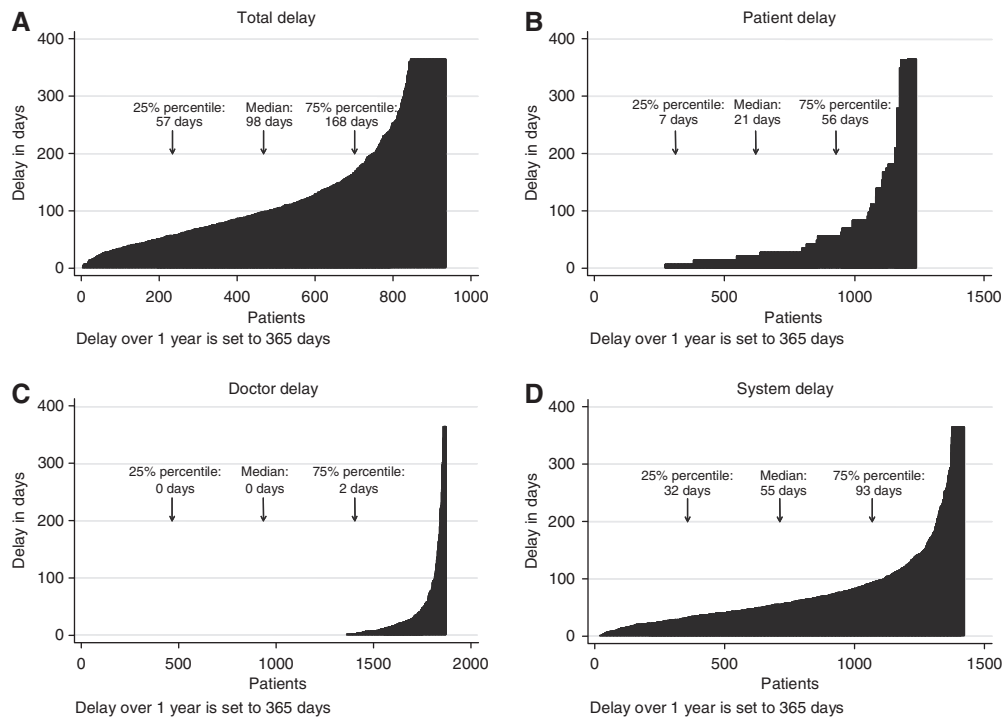 A
Total delay
400
300
200
100
0
Delay in days
25% percentile:
57 days
Median:
98 days
75% percentile:
168 days
0
200
400
600
800
1000
Patients
Delay over 1 year is set to 365 days
B
Patient delay
400
300
200
100
0
Delay in days
25% percentile:
7 days
Median:
21 days
75% percentile:
56 days
0
500
1000
1500
Patients
Delay over 1 year is set to 365 days
C
Doctor delay
400
300
200
100
0
Delay in days
25% percentile:
0 days
Median:
0 days
75% percentile:
2 days
0
500
1000
1500
2000
Patients
Delay over 1 year is set to 365 days
D
System delay
400
300
200
100
0
Delay in days
25% percentile:
32 days
Median:
55 days
75% percentile:
93 days
0
500
1000
1500
Patients
Delay over 1 year is set to 365 days